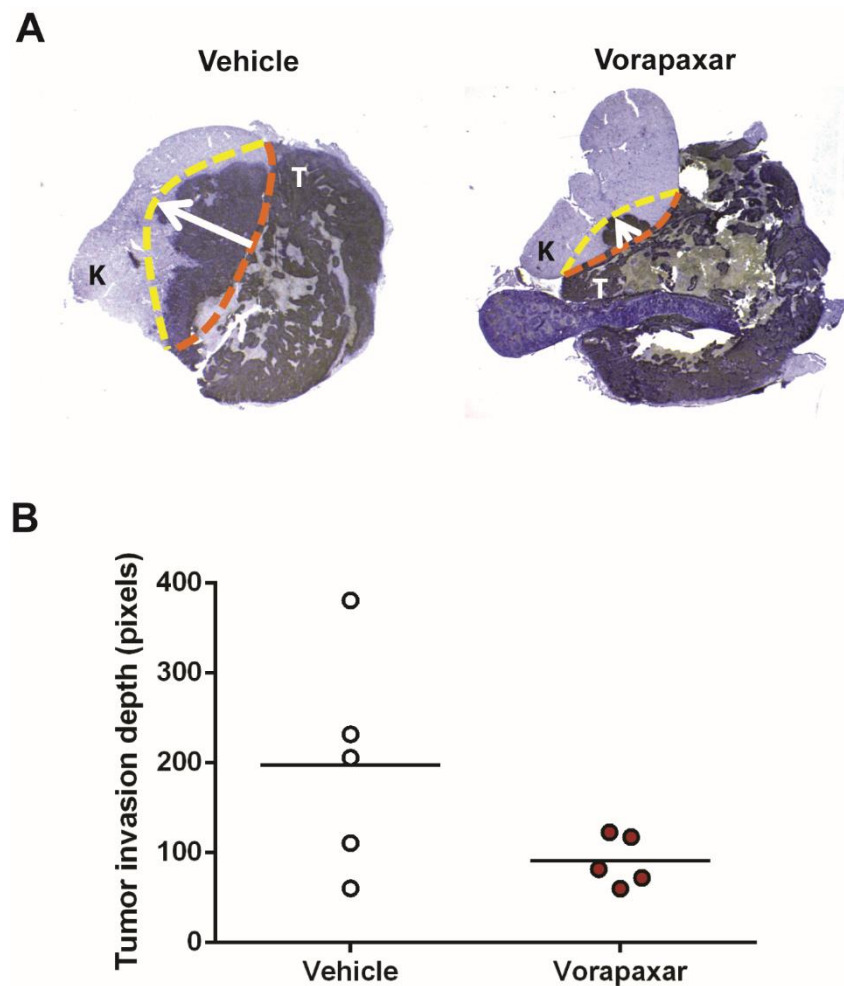 A
Vehicle
Vorapaxar
T
K
K
T
B
Tumor invasion depth (pixels)
400
300
200
100
0
Vehicle
Vorapaxar